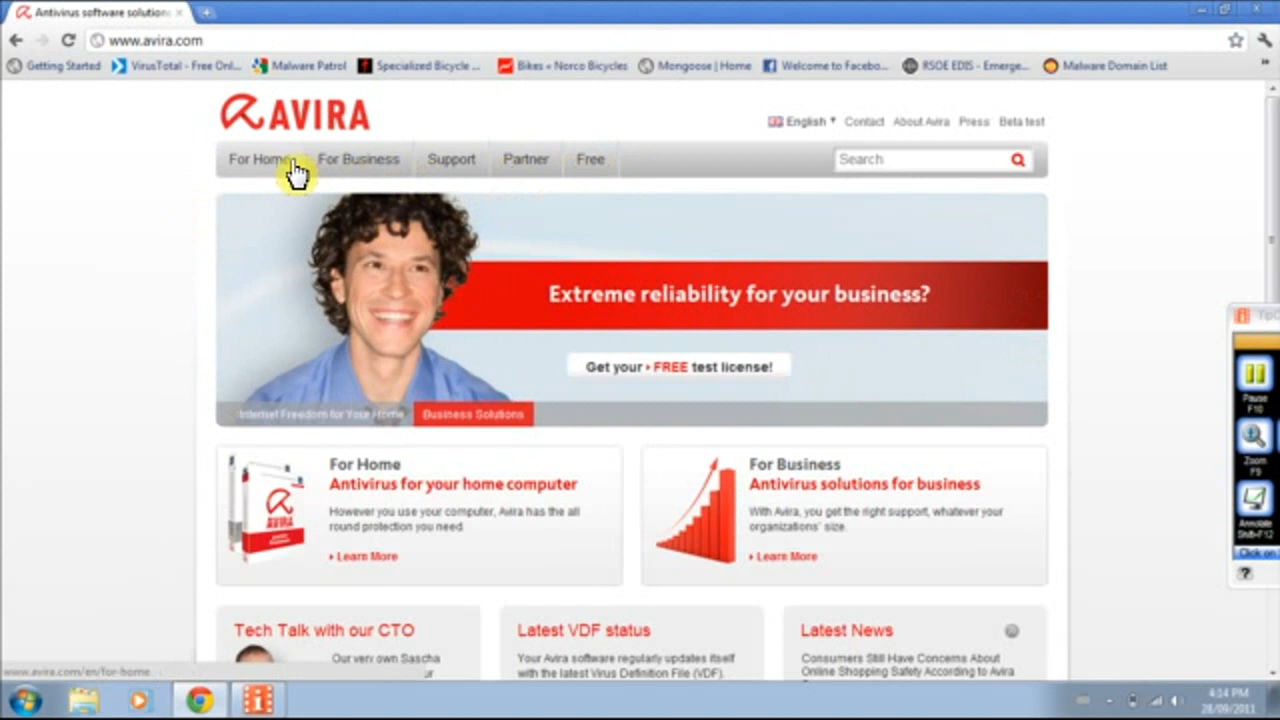 Antivirus software solution
www.avira.com
Getting Started
VirusTotal - Free Onl...
Malware Patrol
Specialized Bicycle ...
Bikes « Norco Bicycles
Mongoose | Home
Welcome to Facebo...
RSOE EDIS - Emerge...
Malware Domain List
AVIRA
English
Contact
About Avira
Press
Beta test
For Home
For Business
Support
Partner
Free
Search
Extreme reliability for your business?
Get your FREE test license!
Internet Freedom for Your Home
Business Solutions
For Home
Antivirus for your home computer
However you use your computer, Avira has the all
round protection you need.
Learn More
AVIRA
For Business
Antivirus solutions for business
With Avira, you get the right support, whatever your
organizations' size.
Learn More
Tech Talk with our CTO
Our very own Sascha
Latest VDF status
Your Avira software regularly updates itself
with the latest Virus Definition File (VDF).
Latest News
Consumers Still Have Concerns About
Online Shopping Safety According to Avira
Pause
F10
Zoom
F9
Annotate
Shift+F12
Click on
www.avira.com/en/for-home
4:14 PM
28/09/2011